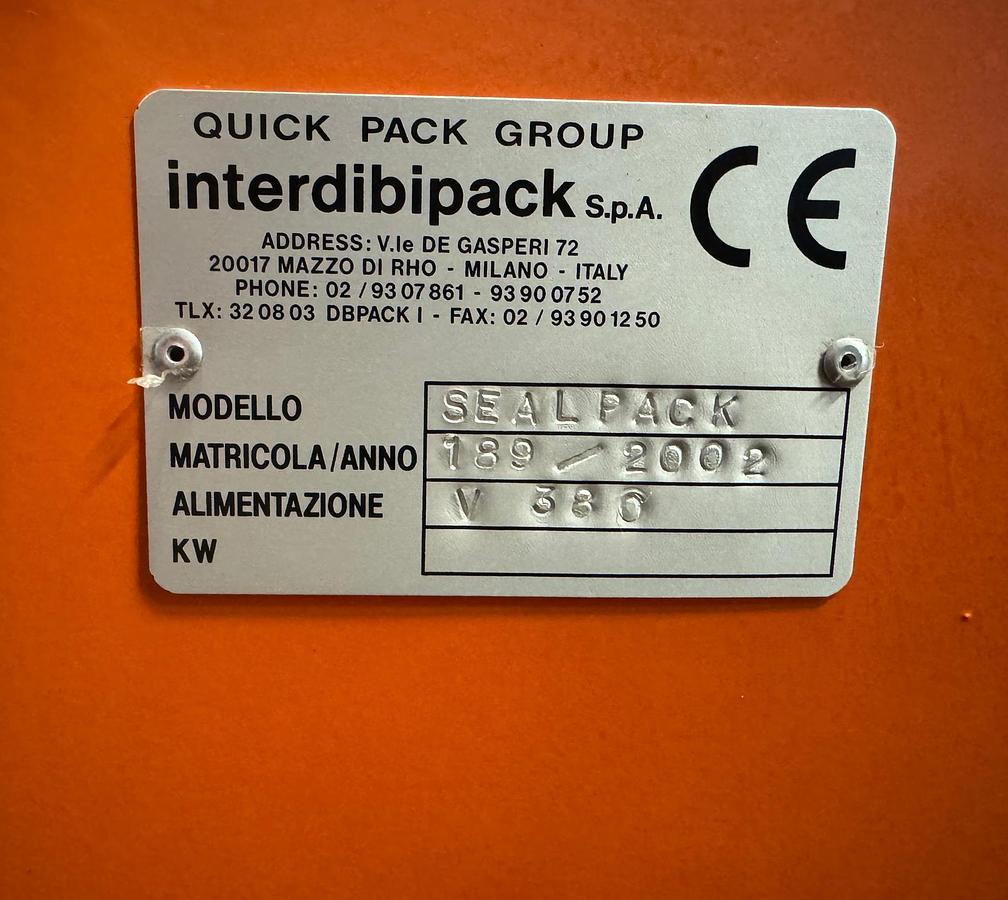 QUICK PACK GROUP
interdibipack S.p.A.
CE
ADDRESS: V.le DE GASPERI 72
20017 MAZZO DI RHO - MILANO - ITALY
PHONE: 02 / 93 07 861 - 93 90 07 52
TLX: 32 08 03 DBPACK I - FAX: 02 / 93 90 12 50
MODELLO SEALPACK
MATRICOLA/ANNO 189 / 2002
ALIMENTAZIONE V 380
KW